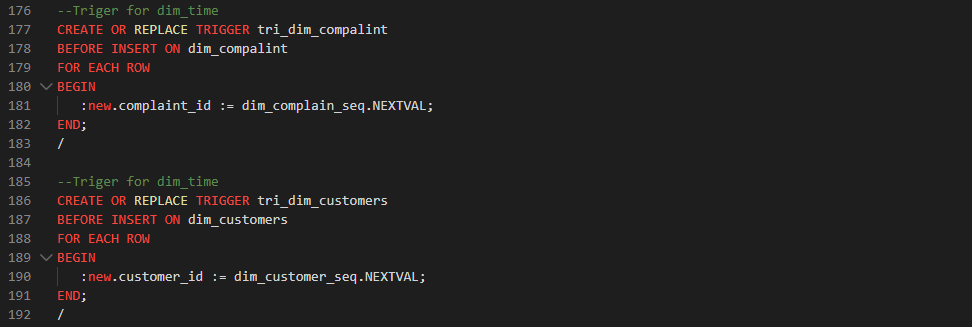 176 --Triger for dim_time
177 CREATE OR REPLACE TRIGGER tri_dim_compalint
178 BEFORE INSERT ON dim_compalint
179 FOR EACH ROW
180 BEGIN
181 :new.complaint_id := dim_complain_seq.NEXTVAL;
182 END;
183 /
184
185 --Triger for dim_time
186 CREATE OR REPLACE TRIGGER tri_dim_customers
187 BEFORE INSERT ON dim_customers
188 FOR EACH ROW
189 BEGIN
190 :new.customer_id := dim_customer_seq.NEXTVAL;
191 END;
192 /